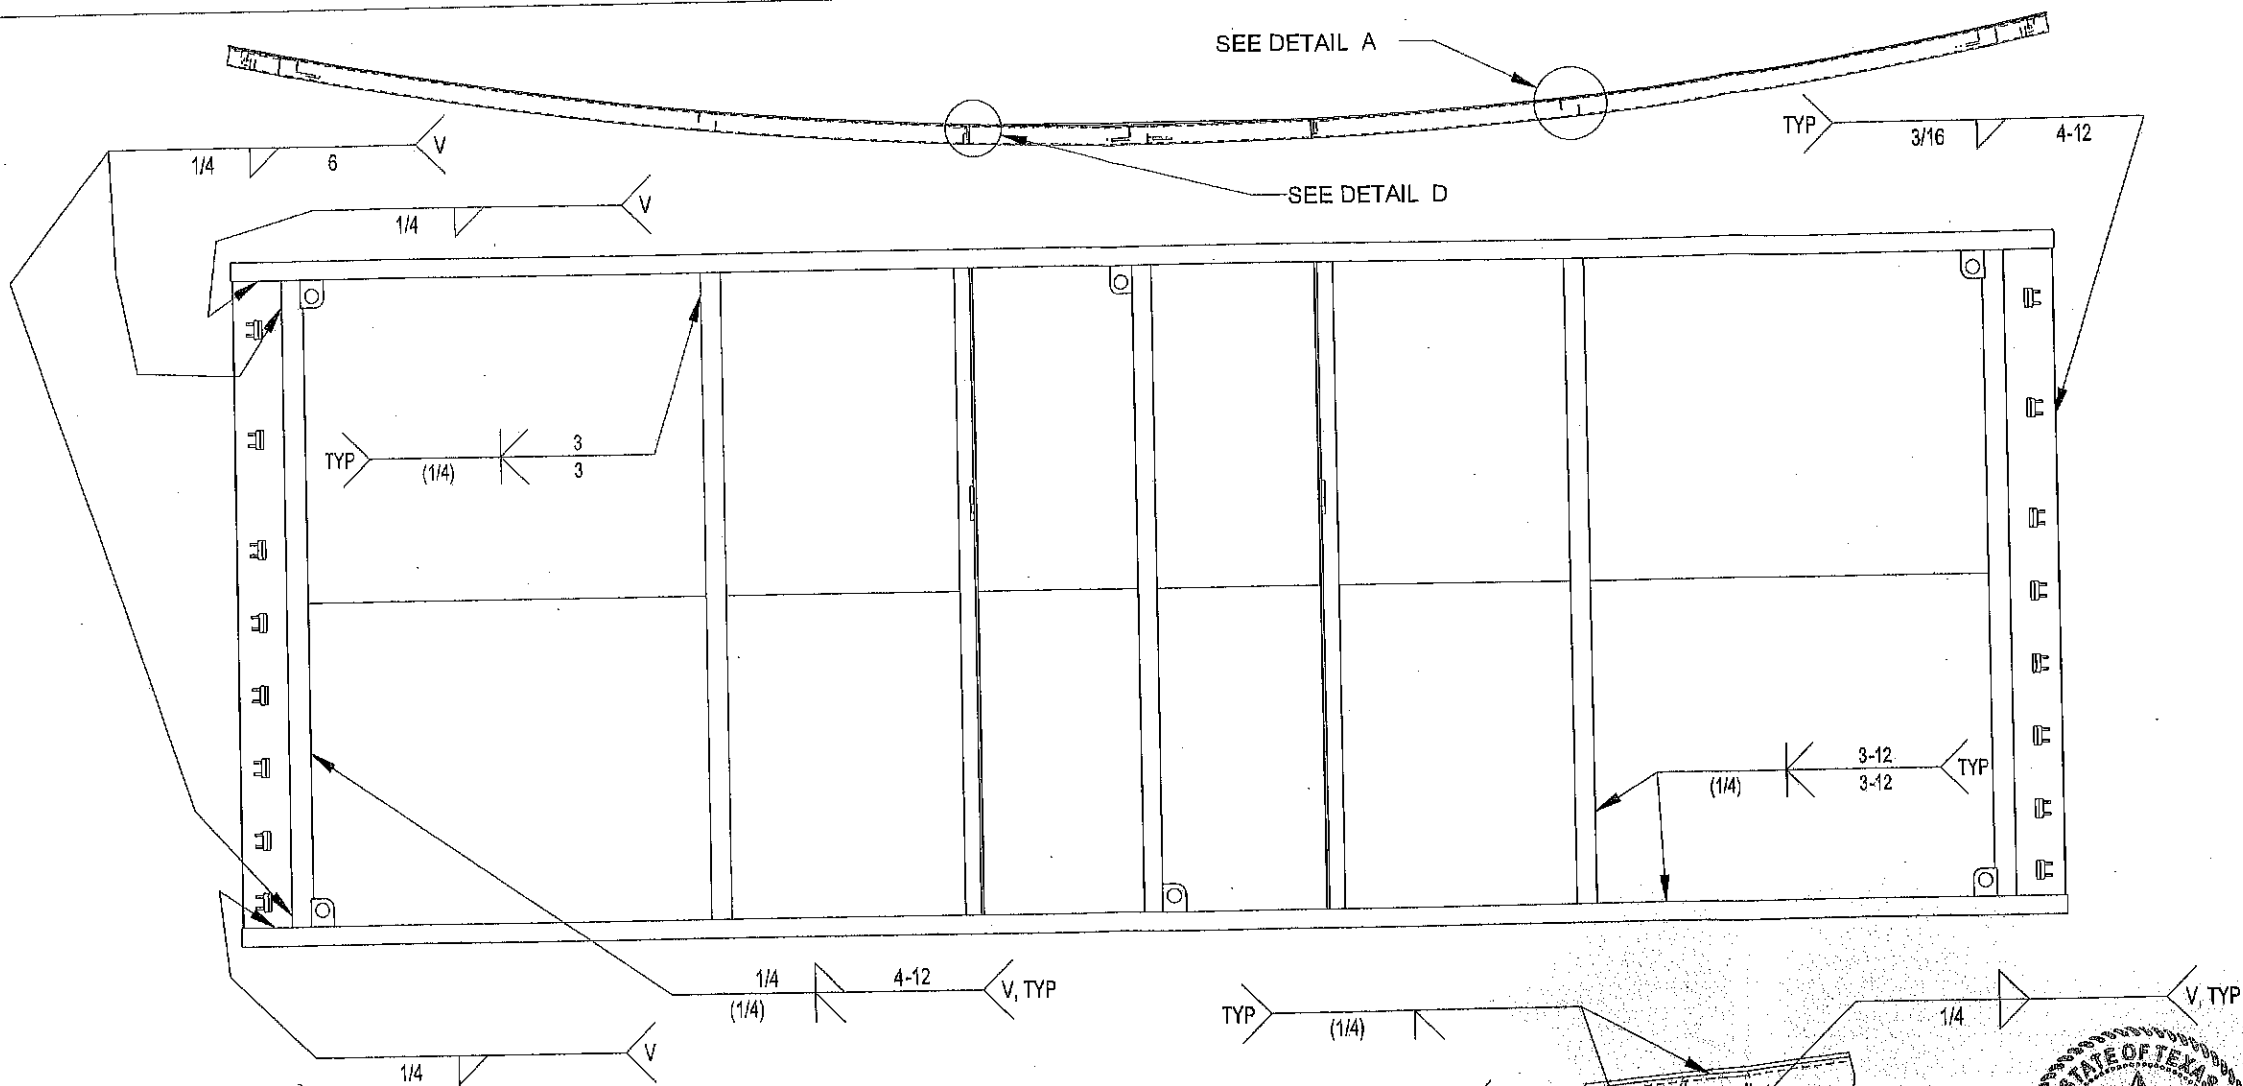 SEE DETAIL A
TYP
3/16
4-12
1/4
6
V
SEE DETAIL D
1/4
V
TYP
(1/4)
3
3
(1/4)
3-12
3-12
TYP
1/4
(1/4)
4-12
V, TYP
TYP
(1/4)
1/4
V, TYP
1/4
V
STATE OF TEXAS